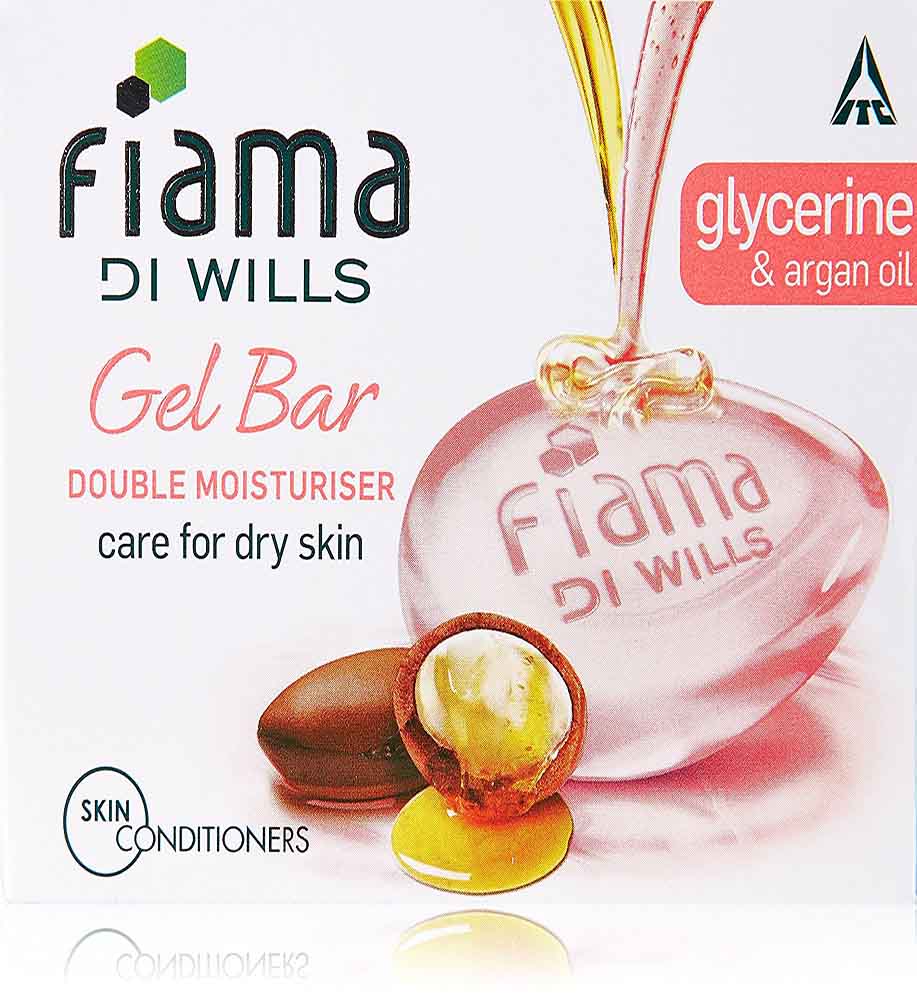 fiama
DI WILLS
Gel Bar
DOUBLE MOISTURISER
care for dry skin
SKIN
CONDITIONERS
ITC
glycerine
& argan oil
fiama
DI WILLS